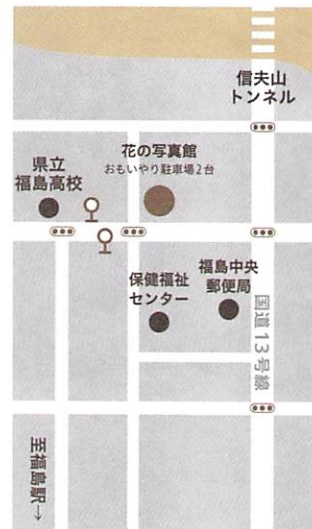 信夫山
トンネル
花の写真館
おもいやり駐車場2台
県立
福島高校
福島中央
郵便局
保健福祉
センター
国道13号線
至福島駅→